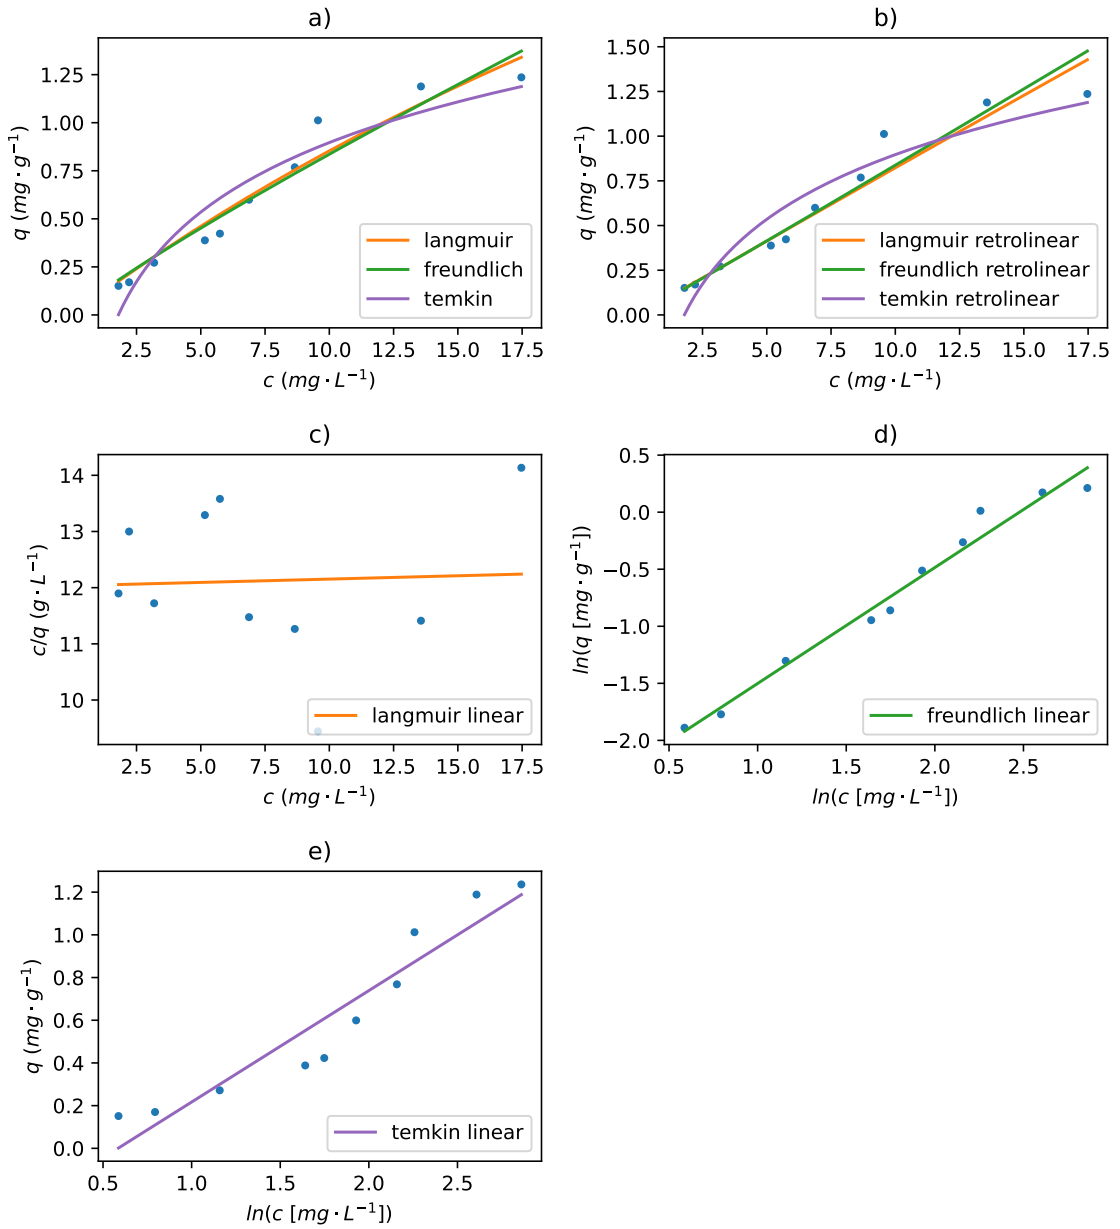 a)
q (mg · g⁻¹)
1.25
1.00
0.75
0.50
0.25
0.00
langmuir
freundlich
temkin
2.5 5.0 7.5 10.0 12.5 15.0 17.5
c (mg · L⁻¹)
b)
q (mg · g⁻¹)
1.50
1.25
1.00
0.75
0.50
0.25
0.00
langmuir retrolinear
freundlich retrolinear
temkin retrolinear
2.5 5.0 7.5 10.0 12.5 15.0 17.5
c (mg · L⁻¹)
c)
c/q (g · L⁻¹)
14
13
12
11
10
langmuir linear
2.5 5.0 7.5 10.0 12.5 15.0 17.5
c (mg · L⁻¹)
d)
ln(q [mg · g⁻¹])
0.5
0.0
−0.5
−1.0
−1.5
−2.0
freundlich linear
0.5 1.0 1.5 2.0 2.5
ln(c [mg · L⁻¹])
e)
q (mg · g⁻¹)
1.2
1.0
0.8
0.6
0.4
0.2
0.0
temkin linear
0.5 1.0 1.5 2.0 2.5
ln(c [mg · L⁻¹])